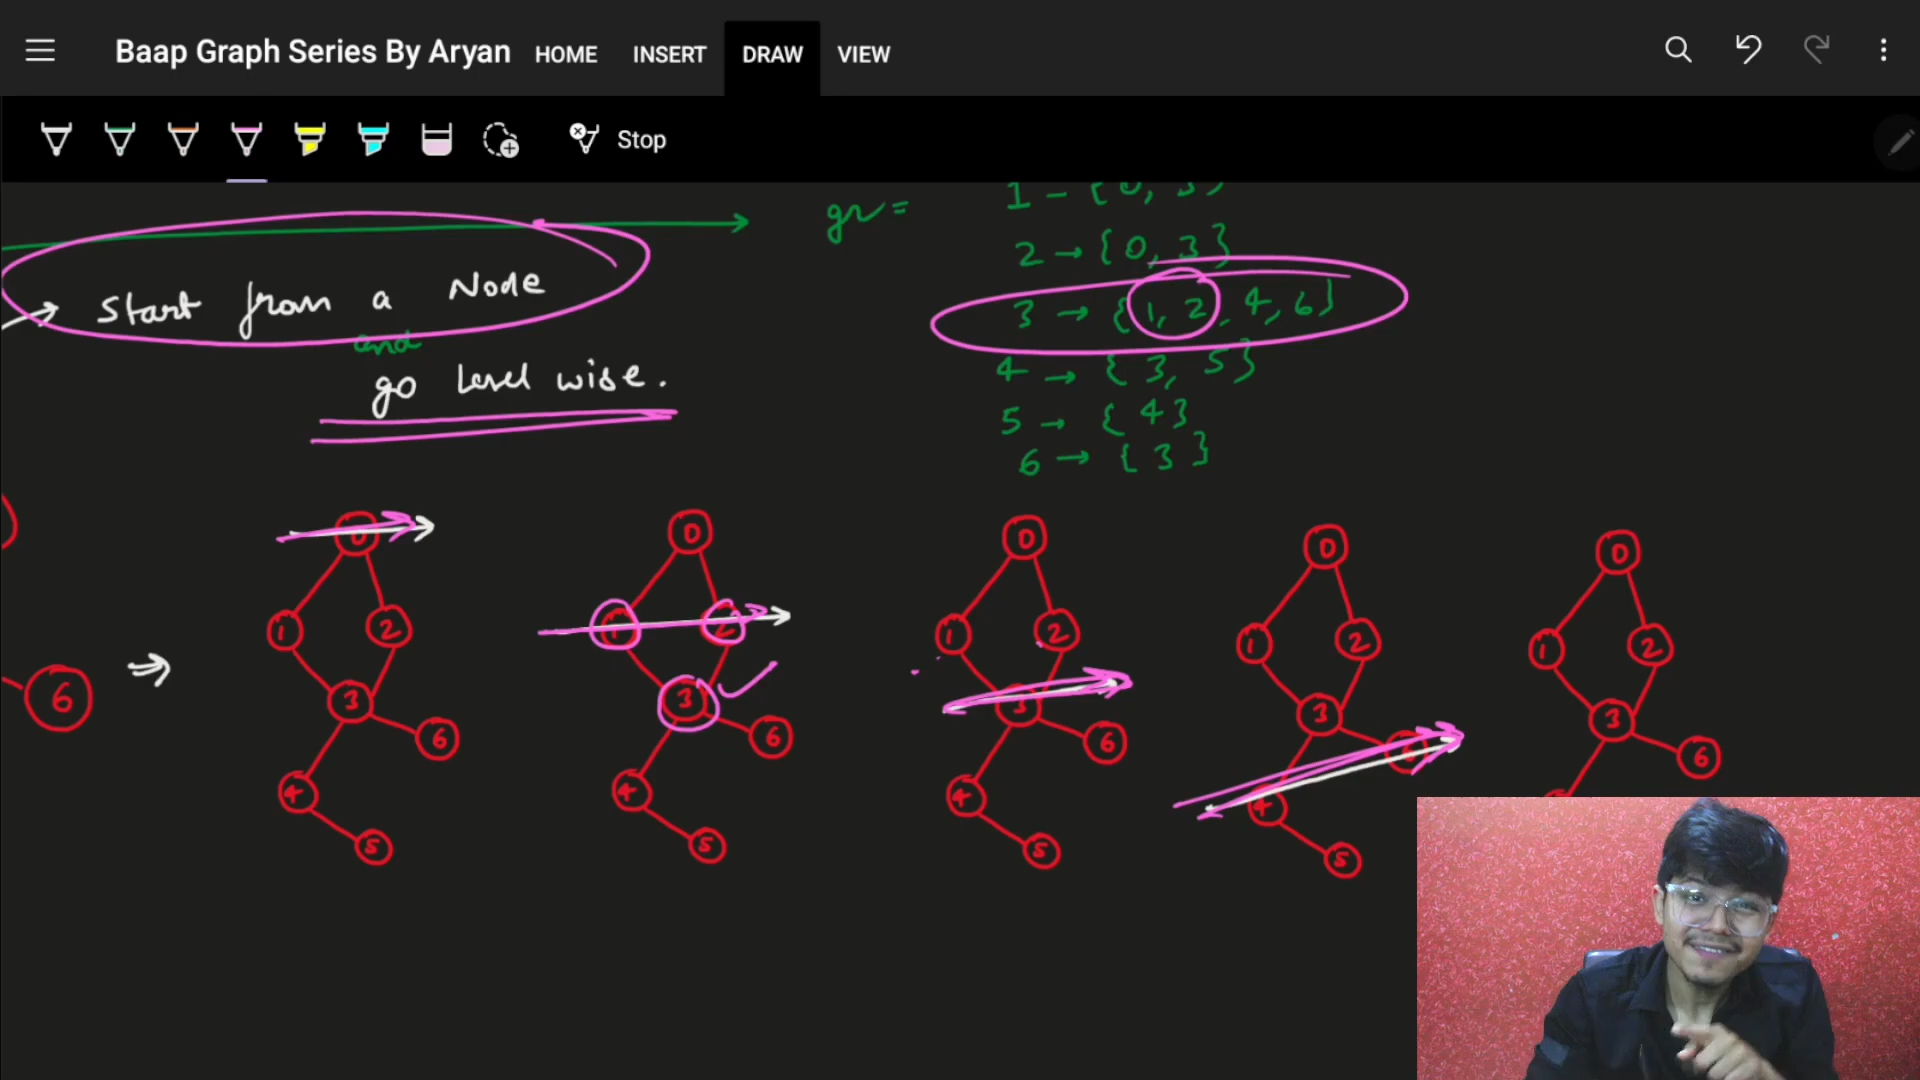 Baap Graph Series By Aryan HOME INSERT DRAW VIEW
Stop
gr = 1 - {0, 3}
2 → {0, 3}
Start from a Node
3 → {1, 2, 4, 6}
and
go level wise.
4 → {3, 5}
5 → {4}
6 → {3}
0 0 0 0 0
1 2 1 2 1 2 1 2 1 2
6 3 3 3 3 3
6 6 6 6 6
4 4 4 4
5 5 5 5